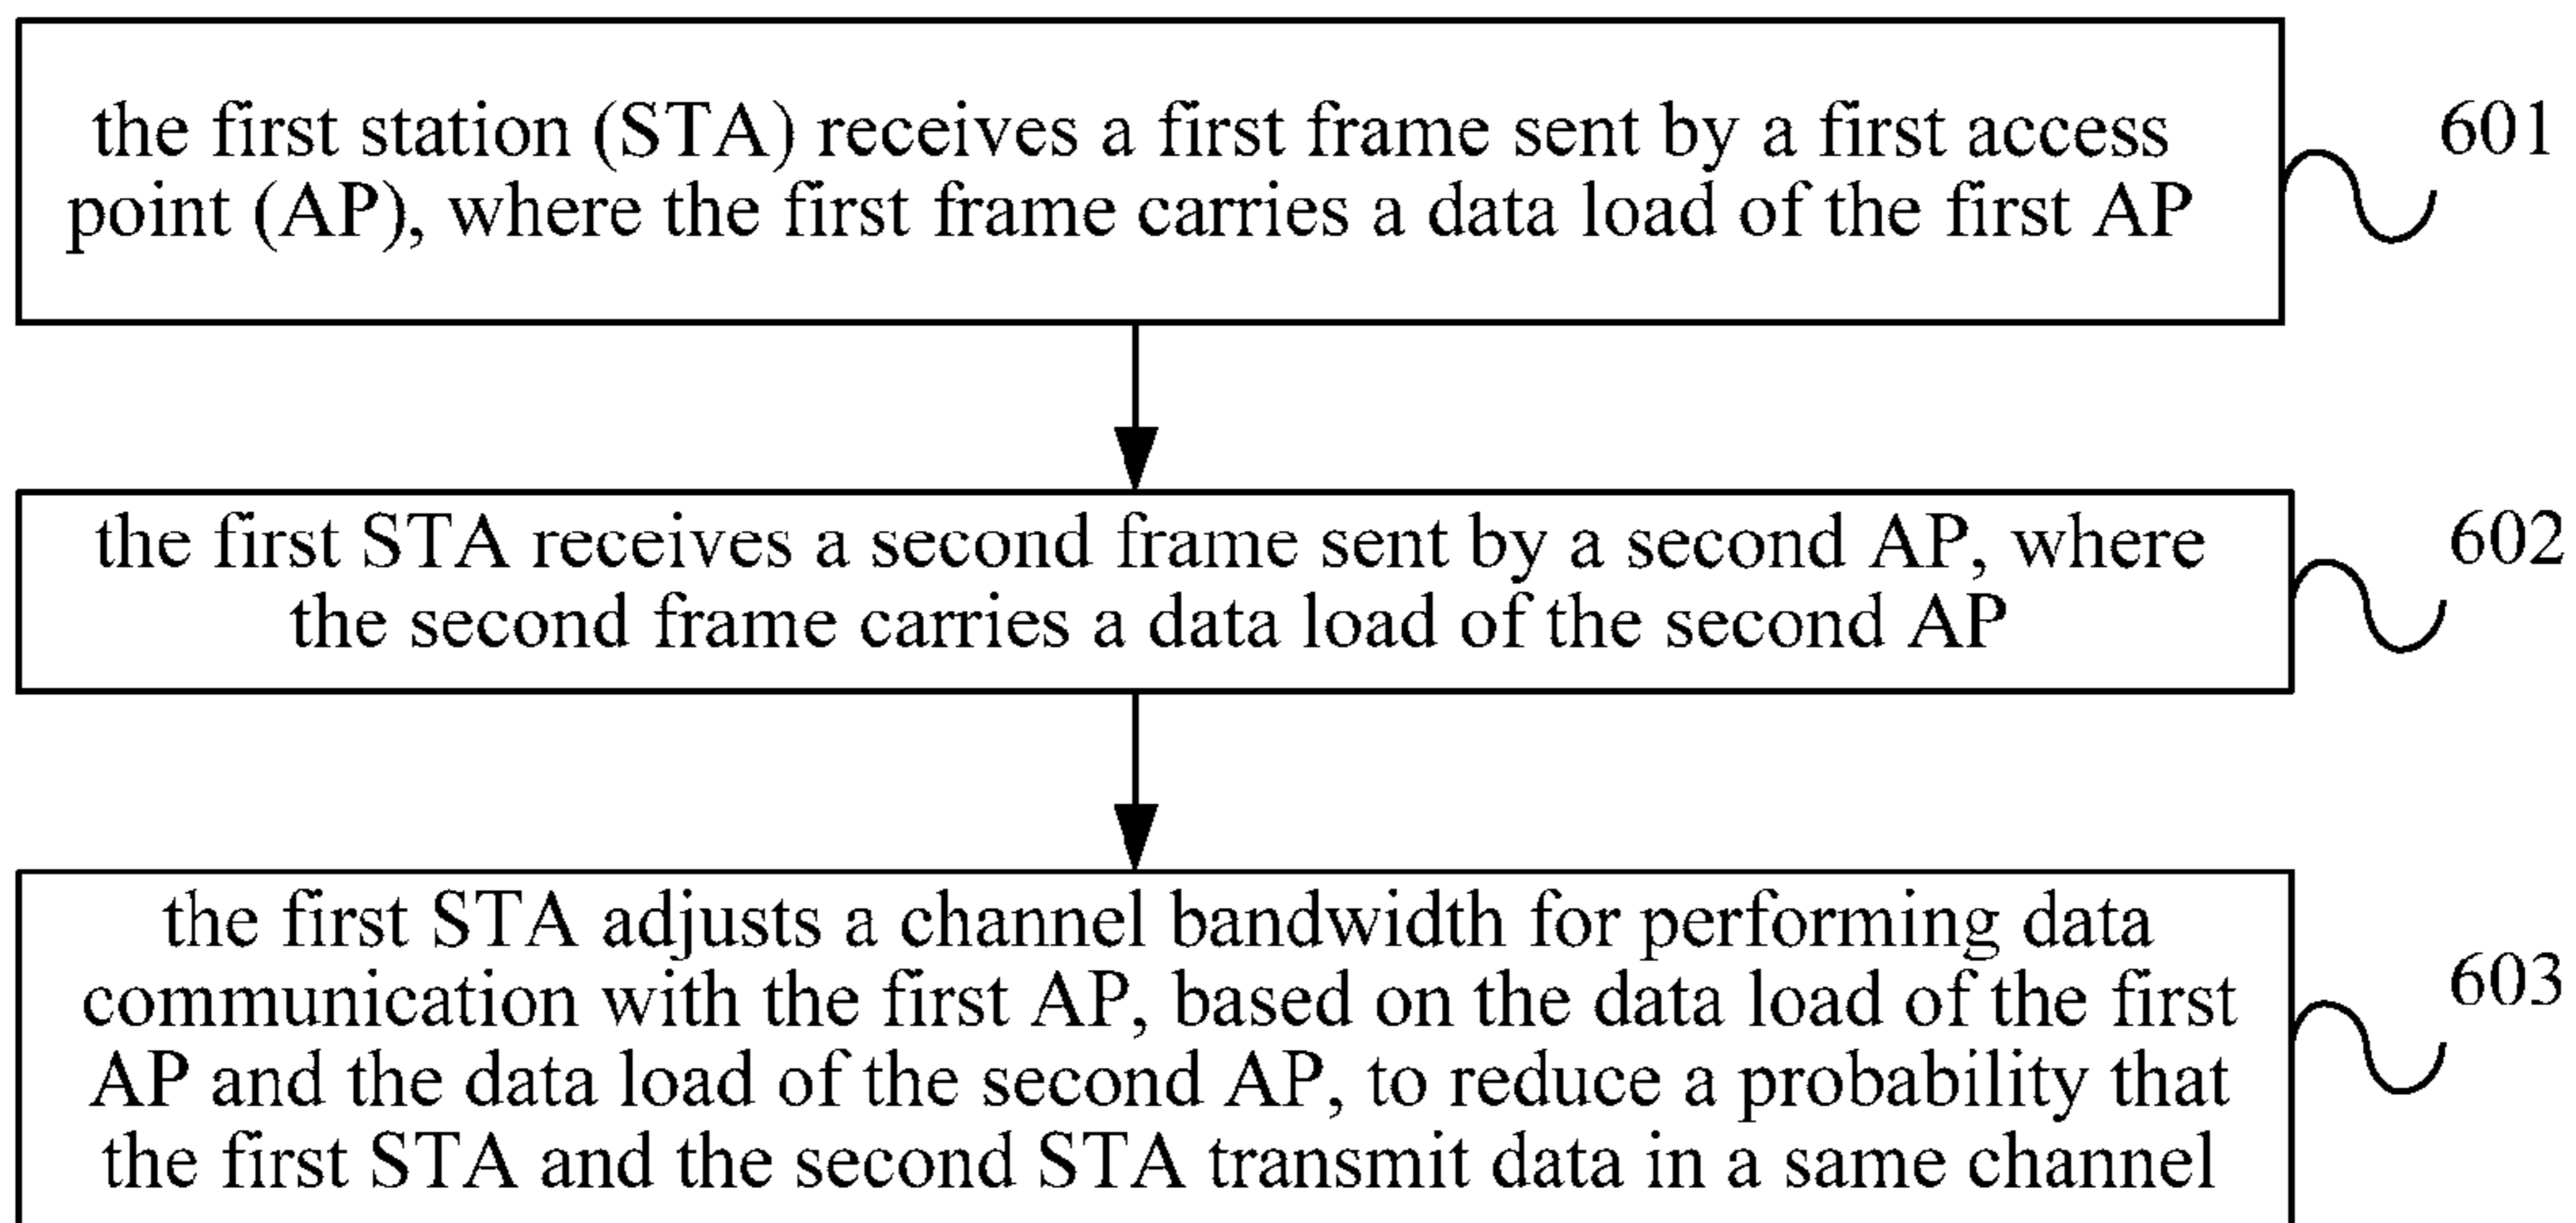 the first station (STA) receives a first frame sent by a first access
point (AP), where the first frame carries a data load of the first AP
601
the first STA receives a second frame sent by a second AP, where
the second frame carries a data load of the second AP
602
the first STA adjusts a channel bandwidth for performing data
communication with the first AP, based on the data load of the first
AP and the data load of the second AP, to reduce a probability that
the first STA and the second STA transmit data in a same channel
603